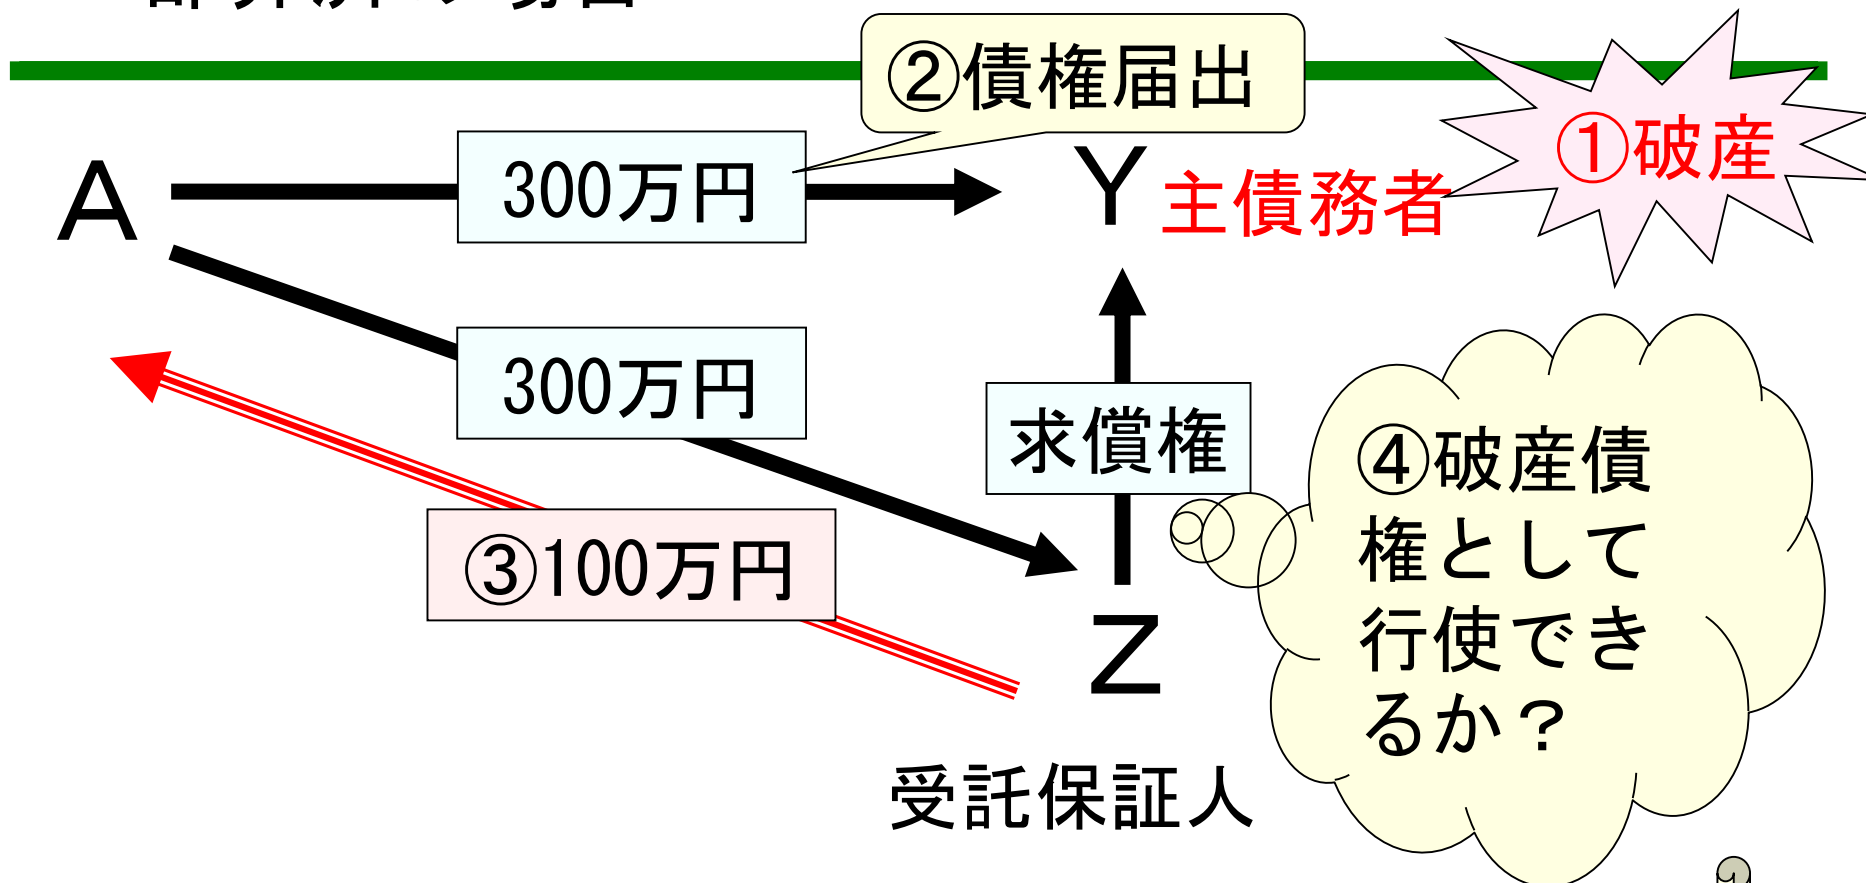 ②債権届出
①破産
A
300万円
Y
主債務者
300万円
求償権
④破産債
権として
行使でき
るか？
③100万円
Z
受託保証人